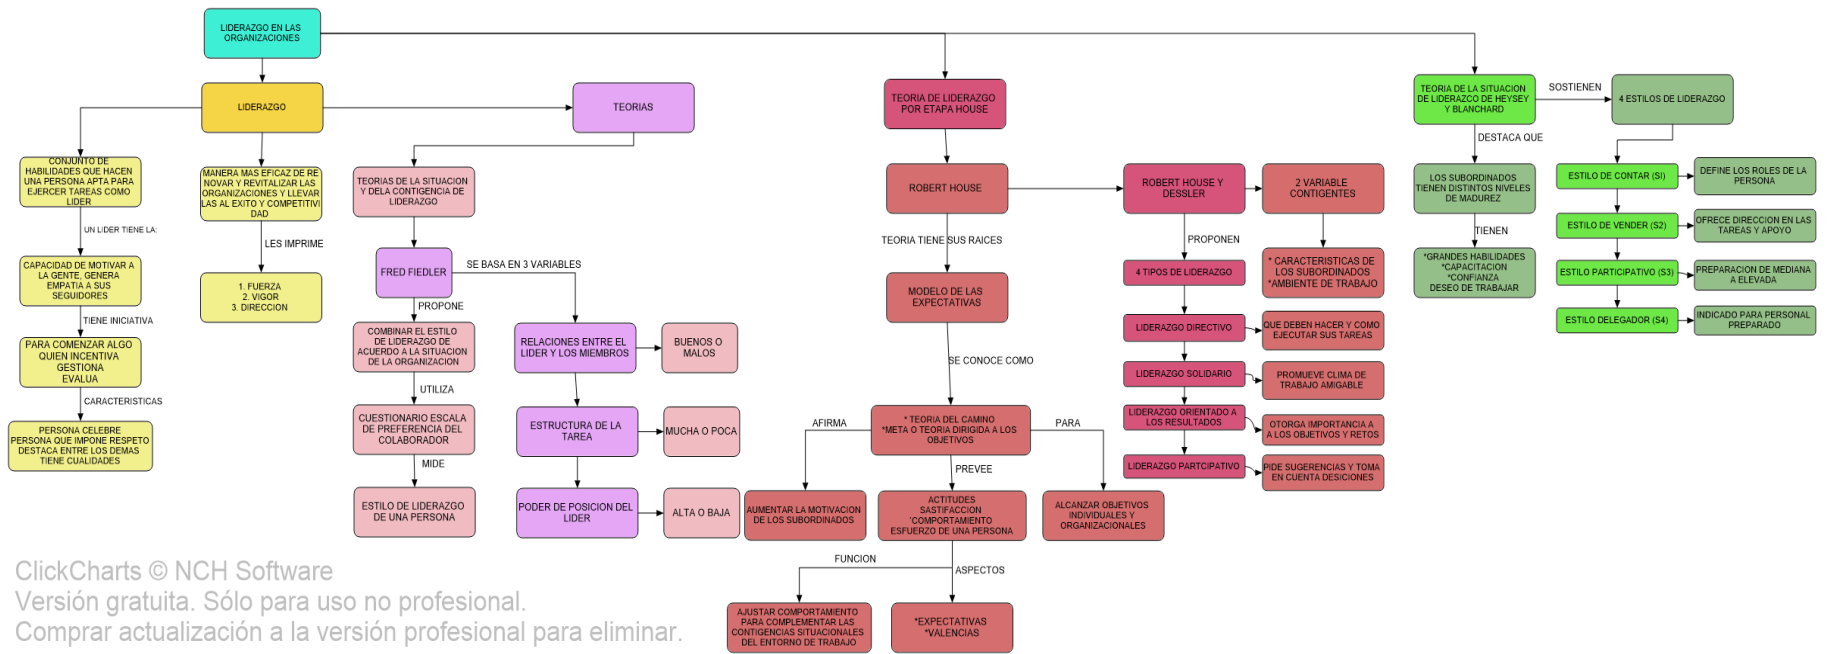 LIDERAZGO EN LAS
ORGANIZACIONES
LIDERAZGO
TEORIAS
CONJUNTO DE
HABILIDADES QUE HACEN
UNA PERSONA APTA PARA
EJERCER TAREAS COMO
LIDER
UN LIDER TIENE LA:
CAPACIDAD DE MOTIVAR A
LA GENTE, GENERA
EMPATIA A SUS
SEGUIDORES
TIENE INICIATIVA
PARA COMENZAR ALGO
QUIEN INCENTIVA
GESTIONA
EVALUA
CARACTERISTICAS
PERSONA CELEBRE
PERSONA QUE IMPONE RESPETO
DESTACA ENTRE LOS DEMAS
TIENE CUALIDADES
MANERA MAS EFICAZ DE RE
NOVAR Y REVITALIZAR LAS
ORGANIZACIONES Y LLEVAR
LAS AL EXITO Y COMPETITIVI
DAD
LES IMPRIME
1. FUERZA
2. VIGOR
3. DIRECCION
TEORIAS DE LA SITUACION
Y DELA CONTIGENCIA DE
LIDERAZGO
FRED FIEDLER
SE BASA EN 3 VARIABLES
PROPONE
COMBINAR EL ESTILO
DE LIDERAZGO DE
ACUERDO A LA SITUACION
DE LA ORGANIZACION
UTILIZA
CUESTIONARIO ESCALA
DE PREFERENCIA DEL
COLABORADOR
MIDE
ESTILO DE LIDERAZGO
DE UNA PERSONA
RELACIONES ENTRE EL
LIDER Y LOS MIEMBROS
BUENOS O
MALOS
ESTRUCTURA DE LA
TAREA
MUCHA O POCA
PODER DE POSICION DEL
LIDER
ALTA O BAJA
TEORIA DE LIDERAZGO
POR ETAPA HOUSE
ROBERT HOUSE
TEORIA TIENE SUS RAICES
MODELO DE LAS
EXPECTATIVAS
SE CONOCE COMO
* TEORIA DEL CAMINO
*META O TEORIA DIRIGIDA A LOS
OBJETIVOS
AFIRMA
PREVEE
PARA
AUMENTAR LA MOTIVACION
DE LOS SUBORDINADOS
ACTITUDES
SASTIFACCION
'COMPORTAMIENTO
ESFUERZO DE UNA PERSONA
ALCANZAR OBJETIVOS
INDIVIDUALES Y
ORGANIZACIONALES
FUNCION
ASPECTOS
AJUSTAR COMPORTAMIENTO
PARA COMPLEMENTAR LAS
CONTIGENCIAS SITUACIONALES
DEL ENTORNO DE TRABAJO
*EXPECTATIVAS
*VALENCIAS
ROBERT HOUSE Y
DESSLER
2 VARIABLE
CONTIGENTES
PROPONEN
* CARACTERISTICAS DE
LOS SUBORDINADOS
*AMBIENTE DE TRABAJO
4 TIPOS DE LIDERAZGO
LIDERAZGO DIRECTIVO
QUE DEBEN HACER Y COMO
EJECUTAR SUS TAREAS
LIDERAZGO SOLIDARIO
PROMUEVE CLIMA DE
TRABAJO AMIGABLE
LIDERAZGO ORIENTADO A
LOS RESULTADOS
OTORGA IMPORTANCIA A
A LOS OBJETIVOS Y RETOS
LIDERAZGO PARTCIPATIVO
PIDE SUGERENCIAS Y TOMA
EN CUENTA DESICIONES
TEORIA DE LA SITUACION
DE LIDERAZCO DE HEYSEY
Y BLANCHARD
SOSTIENEN
4 ESTILOS DE LIDERAZGO
DESTACA QUE
LOS SUBORDINADOS
TIENEN DISTINTOS NIVELES
DE MADUREZ
TIENEN
*GRANDES HABILIDADES
*CAPACITACION
*CONFIANZA
DESEO DE TRABAJAR
ESTILO DE CONTAR (SI)
DEFINE LOS ROLES DE LA
PERSONA
ESTILO DE VENDER (S2)
OFRECE DIRECCION EN LAS
TAREAS Y APOYO
ESTILO PARTICIPATIVO (S3)
PREPARACION DE MEDIANA
A ELEVADA
ESTILO DELEGADOR (S4)
INDICADO PARA PERSONAL
PREPARADO
ClickCharts © NCH Software
Versión gratuita. Sólo para uso no profesional.
Comprar actualización a la versión profesional para eliminar.